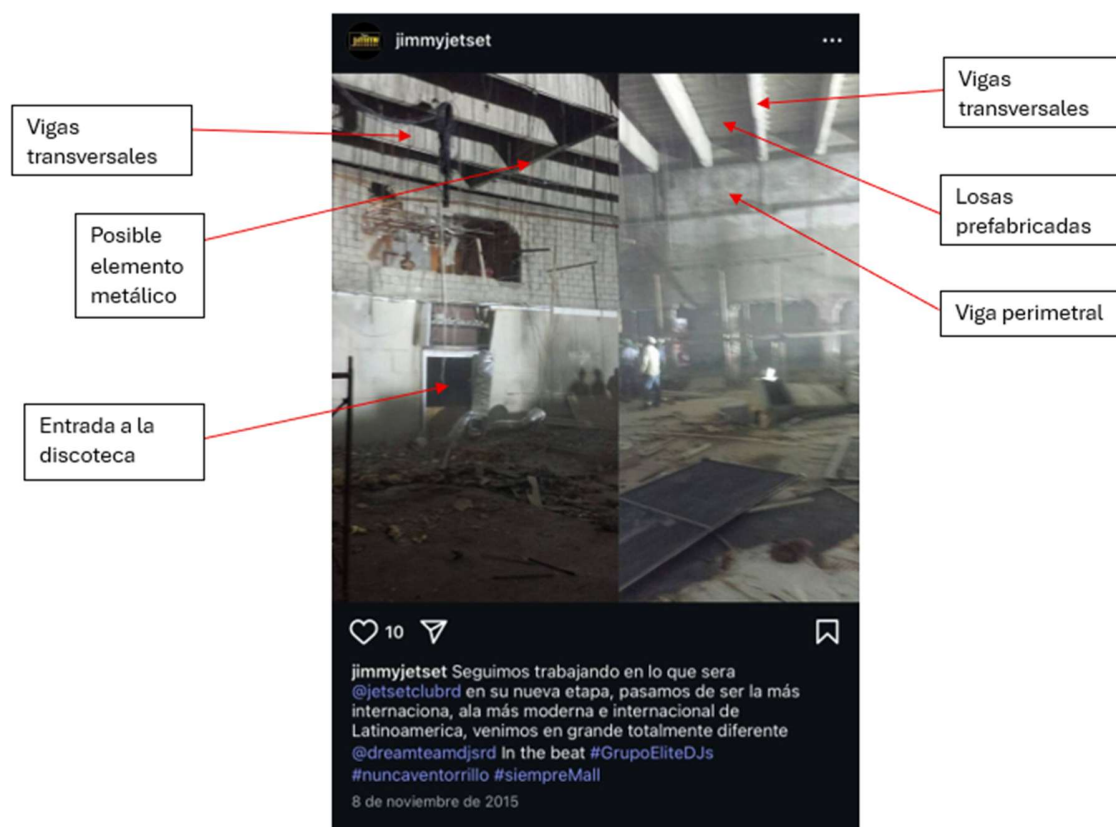 jimmyjetset
Vigas
transversales
Posible
elemento
metálico
Entrada a la
discoteca
Vigas
transversales
Losas
prefabricadas
Viga perimetral
10
jimmyjetset Seguimos trabajando en lo que sera
@jetsetclubrd en su nueva etapa, pasamos de ser la más
internaciona, ala más moderna e internacional de
Latinoamerica, venimos en grande totalmente diferente
@dreamteamdjsrd In the beat #GrupoEliteDJs
#nuncaventorrillo #siempreMall
8 de noviembre de 2015